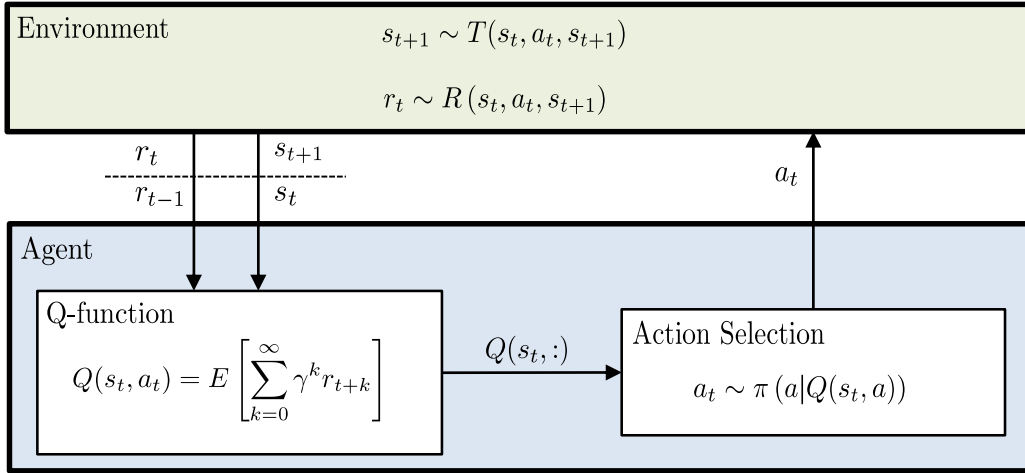 Environment
s_{t+1} ∼ T(s_t, a_t, s_{t+1})
r_t ∼ R(s_t, a_t, s_{t+1})
r_t s_{t+1}
a_t
r_{t−1} s_t
Agent
Q-function
Q(s_t, a_t) = E [∑_{k=0}^{∞} γ^k r_{t+k}]
Q(s_t, :)
Action Selection
a_t ∼ π (a|Q(s_t, a))